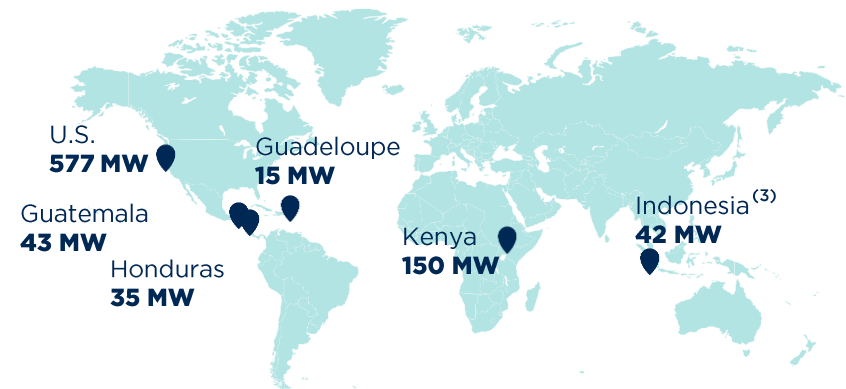 U.S.
577 MW
Guadeloupe
15 MW
Guatemala
43 MW
Honduras
35 MW
Kenya
150 MW
Indonesia(3)
42 MW